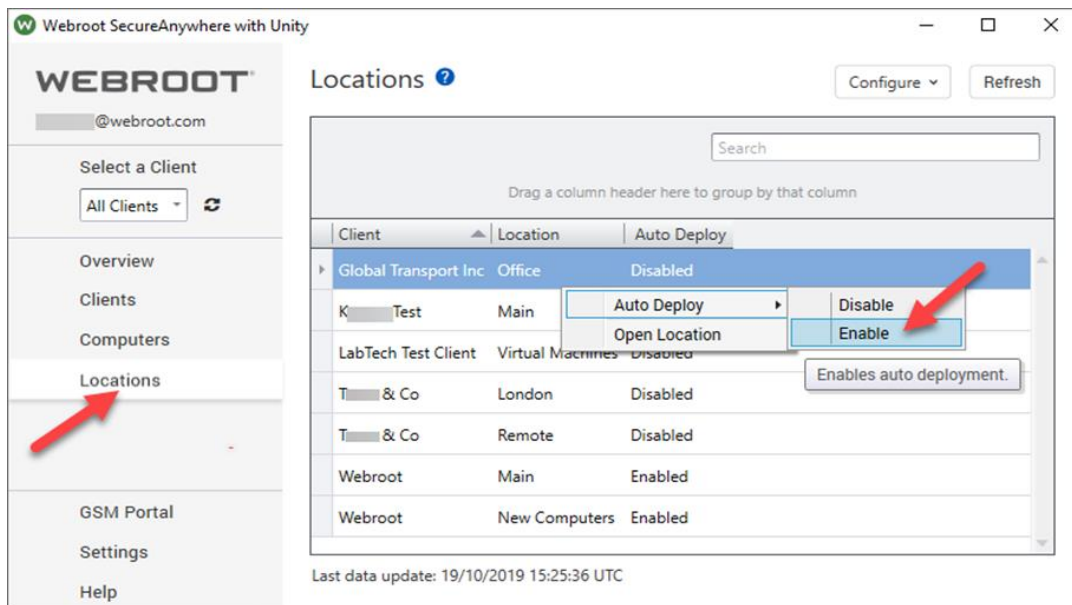 Webroot SecureAnywhere with Unity
WEBROOT
@webroot.com
Select a Client
All Clients
Overview
Clients
Computers
Locations
GSM Portal
Settings
Help
Locations ?
Configure Refresh
Search
Drag a column header here to group by that column
Client Location Auto Deploy
Global Transport Inc Office Disabled
K Test Main
Auto Deploy
Open Location
Disable
Enable
Enables auto deployment.
LabTech Test Client Virtual Machines Disabled
T & Co London Disabled
T & Co Remote Disabled
Webroot Main Enabled
Webroot New Computers Enabled
Last data update: 19/10/2019 15:25:36 UTC